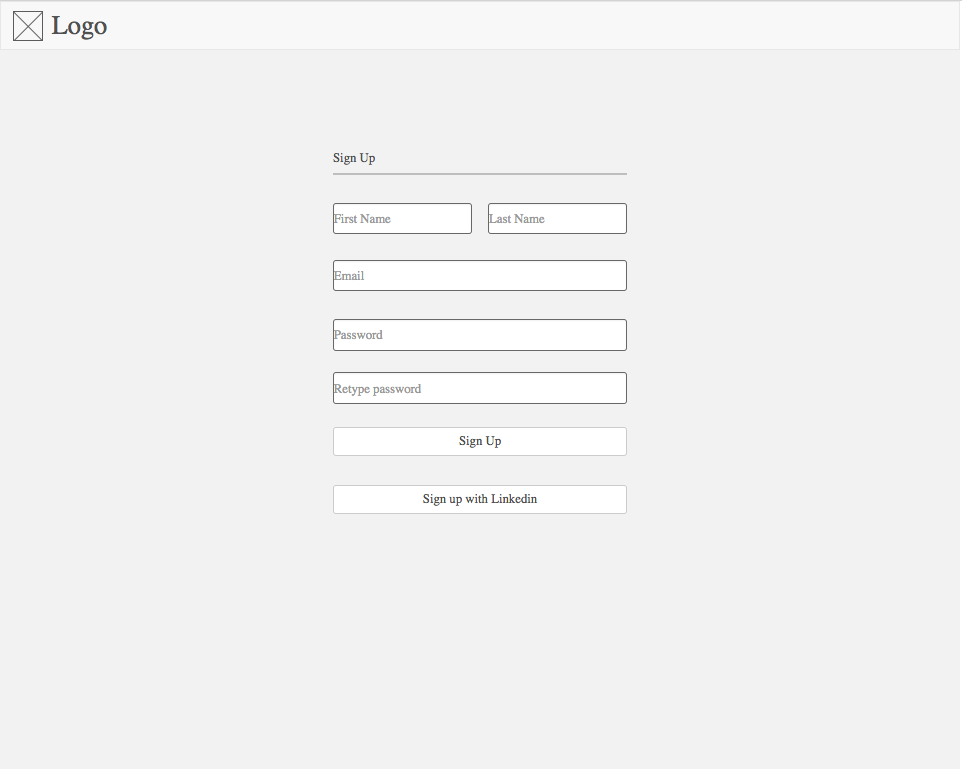 Logo
Sign Up
First Name Last Name
Email
Password
Retype password
Sign Up
Sign up with Linkedin